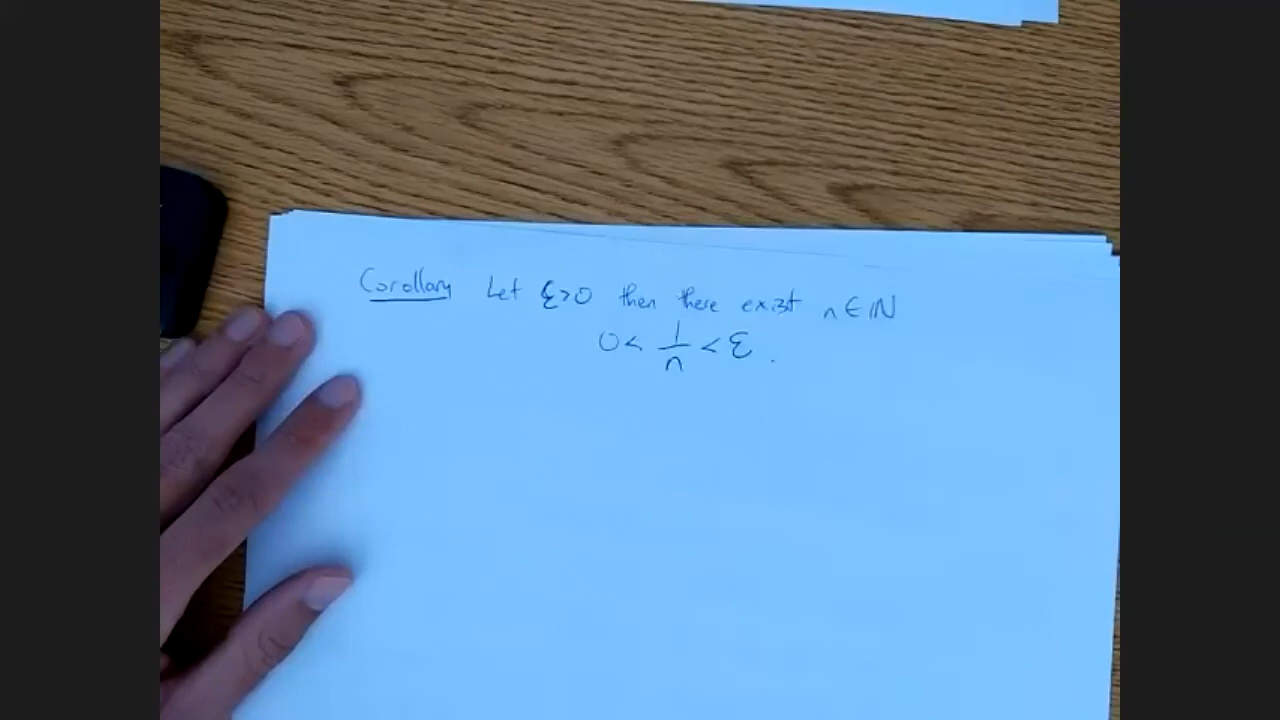 Corollary Let ε>0 then there exist n ∈ ℕ
0 < 1/n < ε .